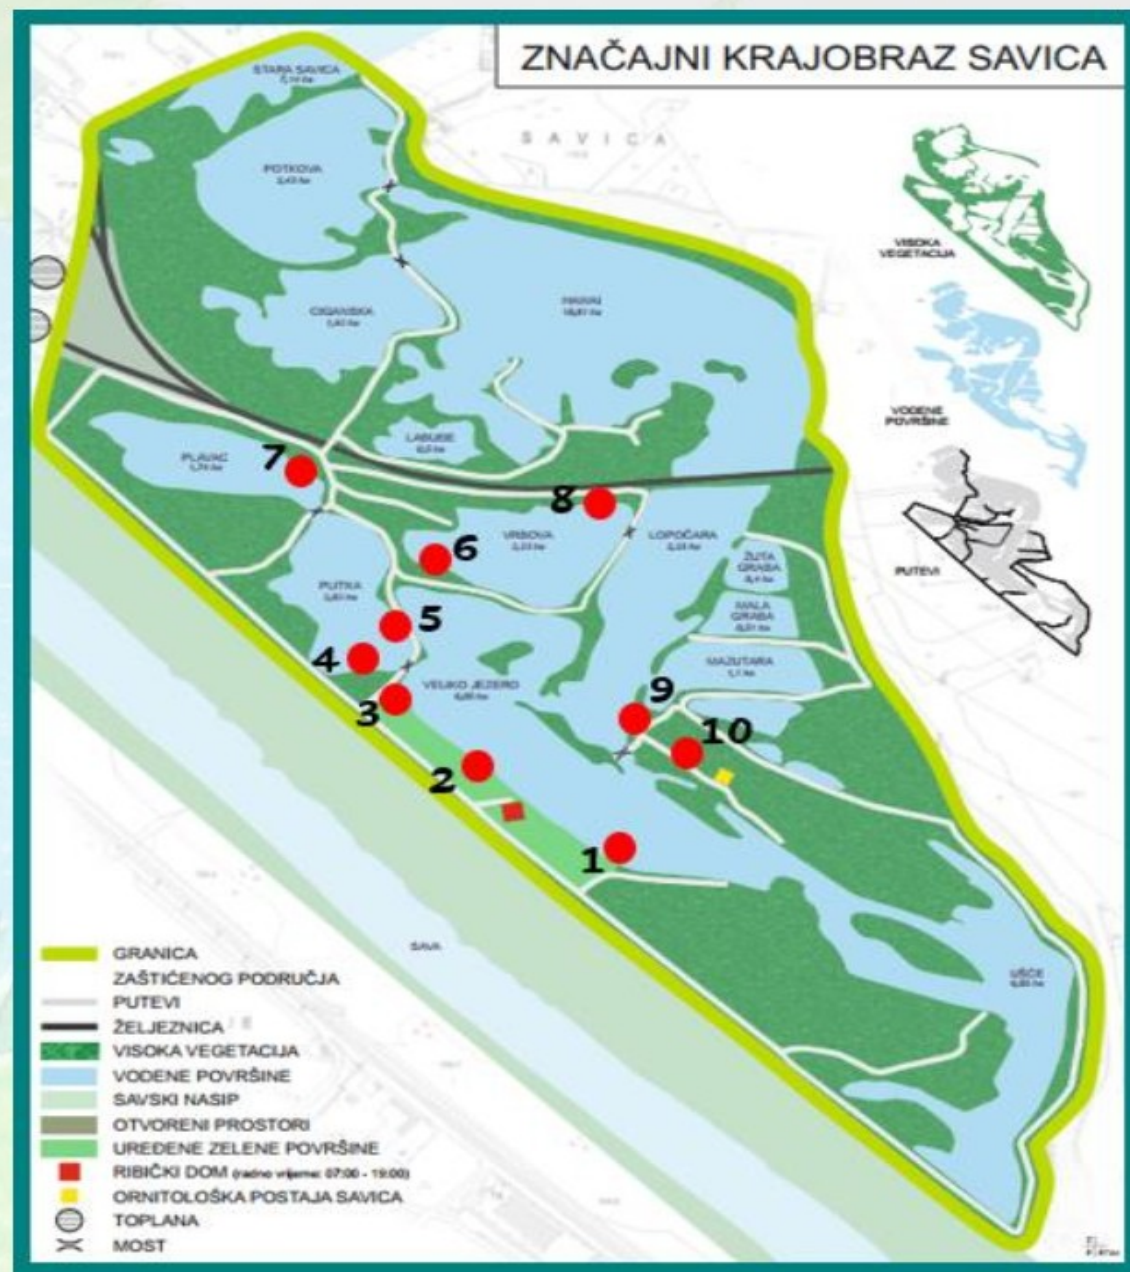 ZNAČAJNI KRAJOBRAZ SAVICA
STARA SAVICA
SAVICA
POTKOVA
VISOKA
VEGETACIJA
CIGANSKA
HAWAI
VODENE
POVRŠINE
LABUĐE
PLAVAC
7
8
VRBOVA
LOPOČARA
6
ŽUTA
GRABA
PUTEVI
PUTKA
MALA
GRABA
5
4
MAZUTARA
VELIKO JEZERO
9
3
10
2
1
SAVA
UŠĆE
GRANICA
ZAŠTIĆENOG PODRUČJA
PUTEVI
ŽELJEZNICA
VISOKA VEGETACIJA
VODENE POVRŠINE
SAVSKI NASIP
OTVORENI PROSTORI
UREĐENE ZELENE POVRŠINE
RIBIČKI DOM (radno vrijeme: 07:00 - 19:00)
ORNITOLOŠKA POSTAJA SAVICA
TOPLANA
MOST